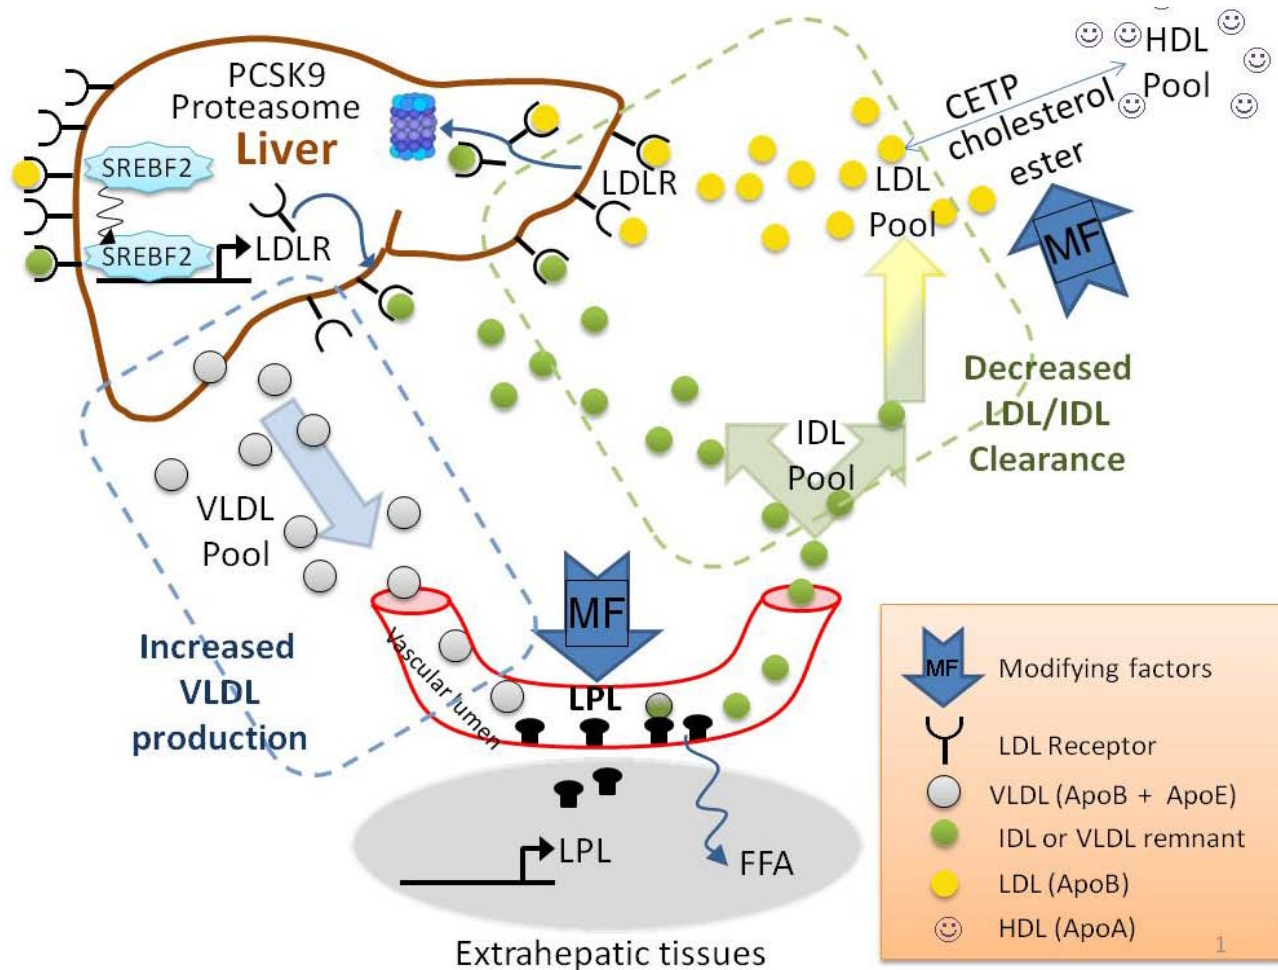 PCSK9
Proteasome
Liver
SREBF2
SREBF2
LDLR
LDLR
HDL
Pool
CETP
cholesterol
ester
LDL
Pool
MF
Decreased
LDL/IDL
Clearance
IDL
Pool
VLDL
Pool
Increased
VLDL
production
MF
Vascular lumen
LPL
LPL
FFA
Extrahepatic tissues
MF
Modifying factors
LDL Receptor
VLDL (ApoB + ApoE)
IDL or VLDL remnant
LDL (ApoB)
HDL (ApoA)
1